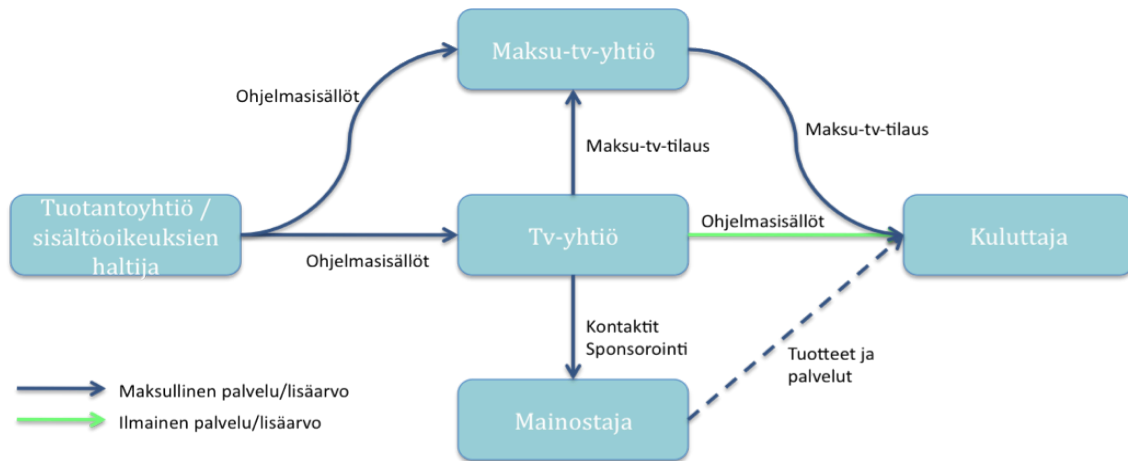 Maksu-tv-yhtiö
Ohjelmasisällöt
Maksu-tv-tilaus
Maksu-tv-tilaus
Tuotantoyhtiö /
sisältöoikeuksien
haltija
Ohjelmasisällöt
Tv-yhtiö
Ohjelmasisällöt
Kuluttaja
Kontaktit
Sponsorointi
Tuotteet ja
palvelut
Mainostaja
Maksullinen palvelu/lisäarvo
Ilmainen palvelu/lisäarvo